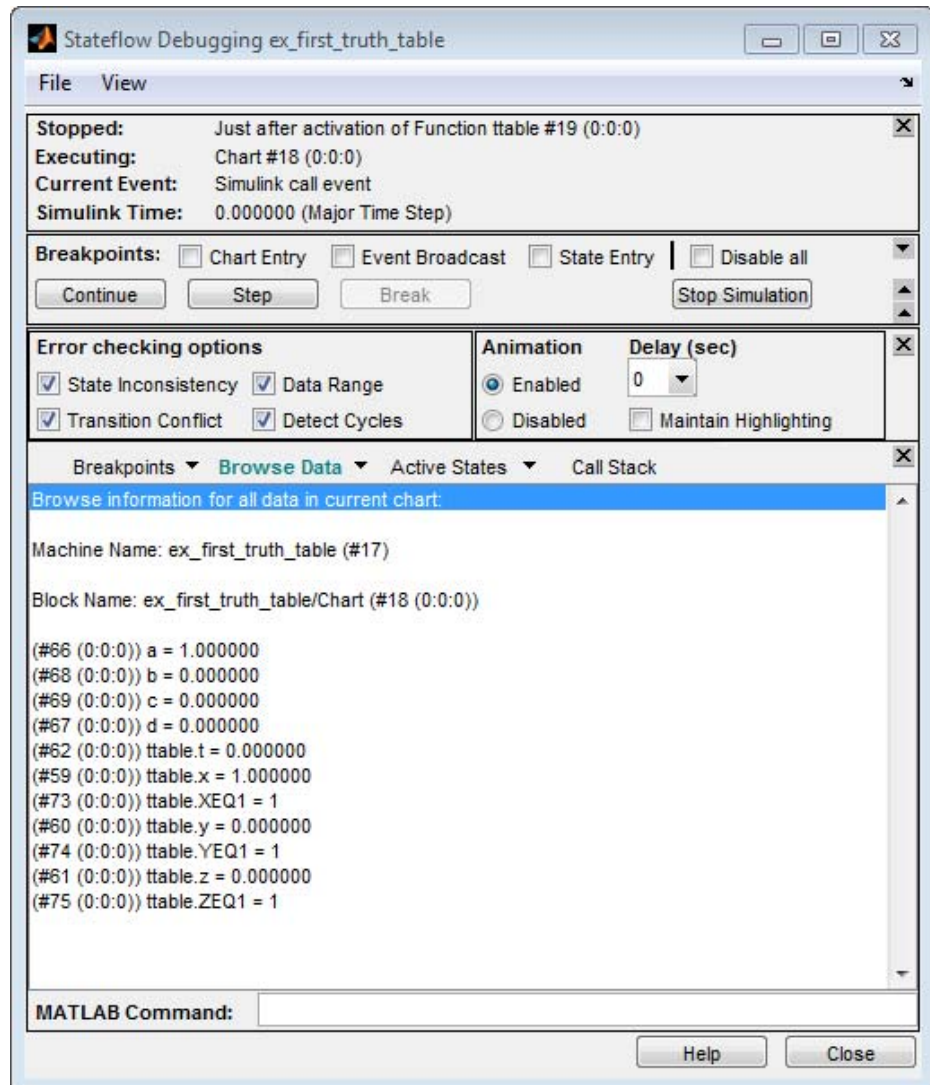 Stateflow Debugging ex_first_truth_table
File View
Stopped: Just after activation of Function ttable #19 (0:0:0)
Executing: Chart #18 (0:0:0)
Current Event: Simulink call event
Simulink Time: 0.000000 (Major Time Step)
Breakpoints: Chart Entry Event Broadcast State Entry Disable all
Continue Step Break Stop Simulation
Error checking options Animation Delay (sec)
State Inconsistency Data Range Enabled 0
Transition Conflict Detect Cycles Disabled Maintain Highlighting
Breakpoints Browse Data Active States Call Stack
Browse information for all data in current chart:
Machine Name: ex_first_truth_table (#17)
Block Name: ex_first_truth_table/Chart (#18 (0:0:0))
(#66 (0:0:0)) a = 1.000000
(#68 (0:0:0)) b = 0.000000
(#69 (0:0:0)) c = 0.000000
(#67 (0:0:0)) d = 0.000000
(#62 (0:0:0)) ttable.t = 0.000000
(#59 (0:0:0)) ttable.x = 1.000000
(#73 (0:0:0)) ttable.XEQ1 = 1
(#60 (0:0:0)) ttable.y = 0.000000
(#74 (0:0:0)) ttable.YEQ1 = 1
(#61 (0:0:0)) ttable.z = 0.000000
(#75 (0:0:0)) ttable.ZEQ1 = 1
MATLAB Command:
Help Close